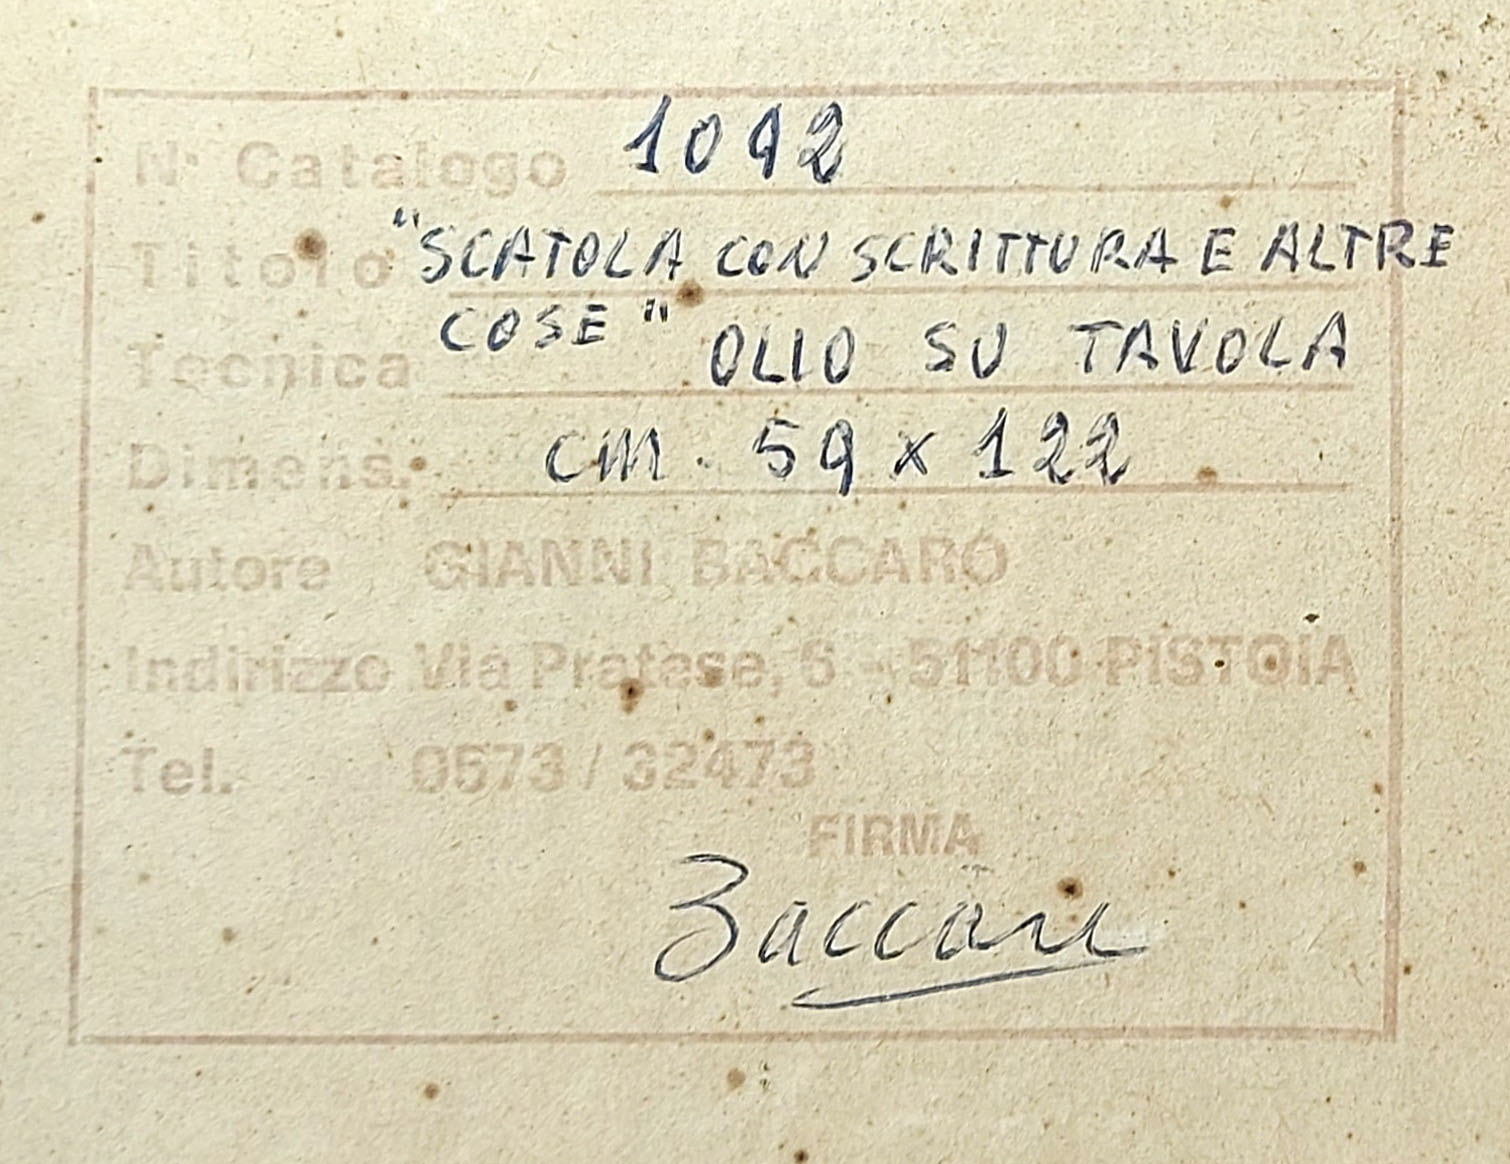 N° Catalogo 1092
Titolo "SCATOLA CON SCRITTURA E ALTRE
COSE"
Tecnica OLIO SU TAVOLA
Dimens. cm. 59 x 122
Autore GIANNI BACCARO
Indirizzo Via Pratese, 6 - 51100 PISTOIA
Tel. 0573 / 32473
FIRMA
Baccaro